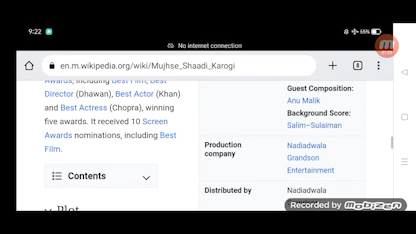 9:22
55%
No internet connection
en.m.wikipedia.org/wiki/Mujhse_Shaadi_Karogi
8
Awards, including Best Film, Best
Director (Dhawan), Best Actor (Khan)
and Best Actress (Chopra), winning
five awards. It received 10 Screen
Awards nominations, including Best
Film.
Contents
Plot
Guest Composition:
Anu Malik
Background Score:
Salim–Sulaiman
Production
company
Nadiadwala
Grandson
Entertainment
Distributed by
Nadiadwala
Recorded by
MOBIZEN